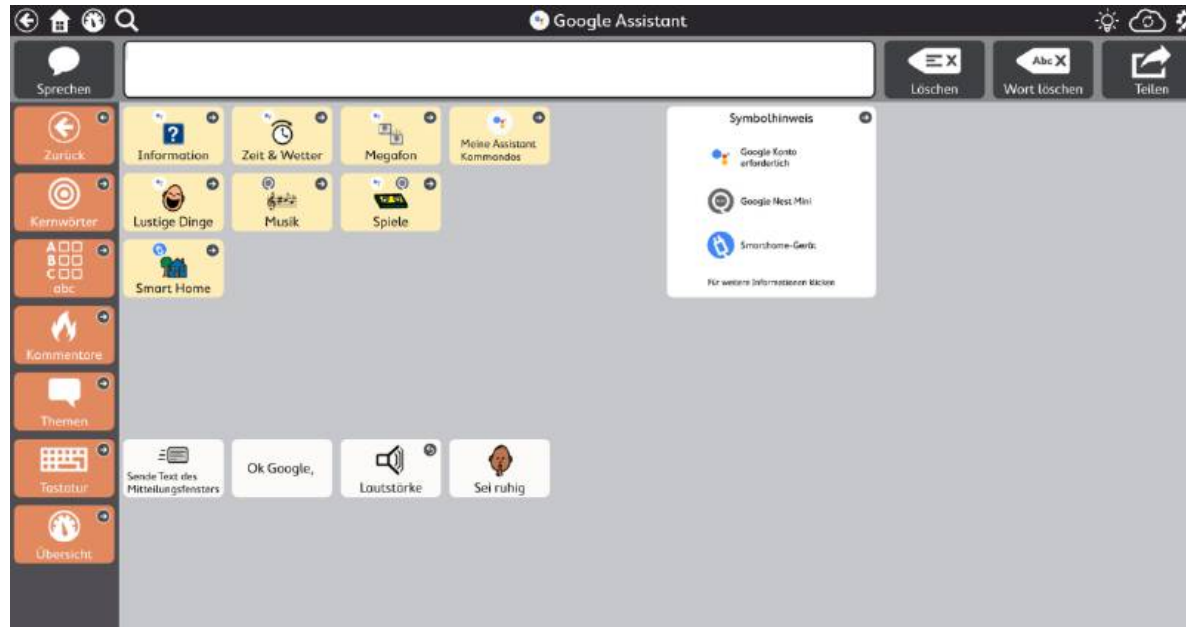 Google Assistant
Sprechen
Löschen
Abc X
Wort löschen
Teilen
Zurück
Information
Zeit & Wetter
Megafon
Meine Assistant
Kommandos
Symbolhinweis
Google Konto
erforderlich
Google Nest Mini
Smarthome-Gerät
Für weitere Informationen klicken
Kernwörter
Lustige Dinge
Musik
Spiele
A
B
C
abc
Smart Home
Kommentare
Themen
Tastatur
Sende Text des
Mitteilungsfensters
Ok Google,
Lautstärke
Sei ruhig
Übersicht